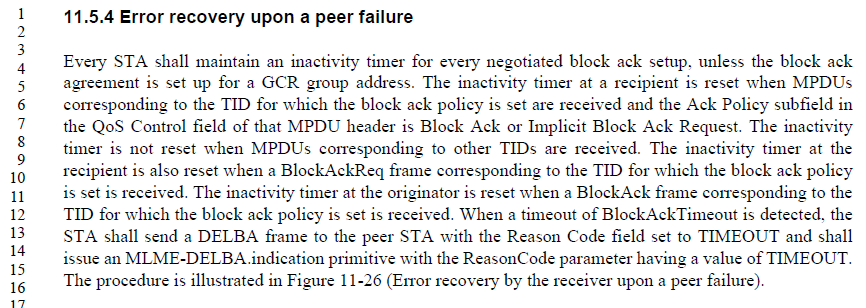 1 11.5.4 Error recovery upon a peer failure
2
3
4 Every STA shall maintain an inactivity timer for every negotiated block ack setup, unless the block ack
5 agreement is set up for a GCR group address. The inactivity timer at a recipient is reset when MPDUs
6 corresponding to the TID for which the block ack policy is set are received and the Ack Policy subfield in
7 the QoS Control field of that MPDU header is Block Ack or Implicit Block Ack Request. The inactivity
8 timer is not reset when MPDUs corresponding to other TIDs are received. The inactivity timer at the
9
10 recipient is also reset when a BlockAckReq frame corresponding to the TID for which the block ack policy
11 is set is received. The inactivity timer at the originator is reset when a BlockAck frame corresponding to the
12 TID for which the block ack policy is set is received. When a timeout of BlockAckTimeout is detected, the
13 STA shall send a DELBA frame to the peer STA with the Reason Code field set to TIMEOUT and shall
14 issue an MLME-DELBA.indication primitive with the ReasonCode parameter having a value of TIMEOUT.
15
16 The procedure is illustrated in Figure 11-26 (Error recovery by the receiver upon a peer failure).
17